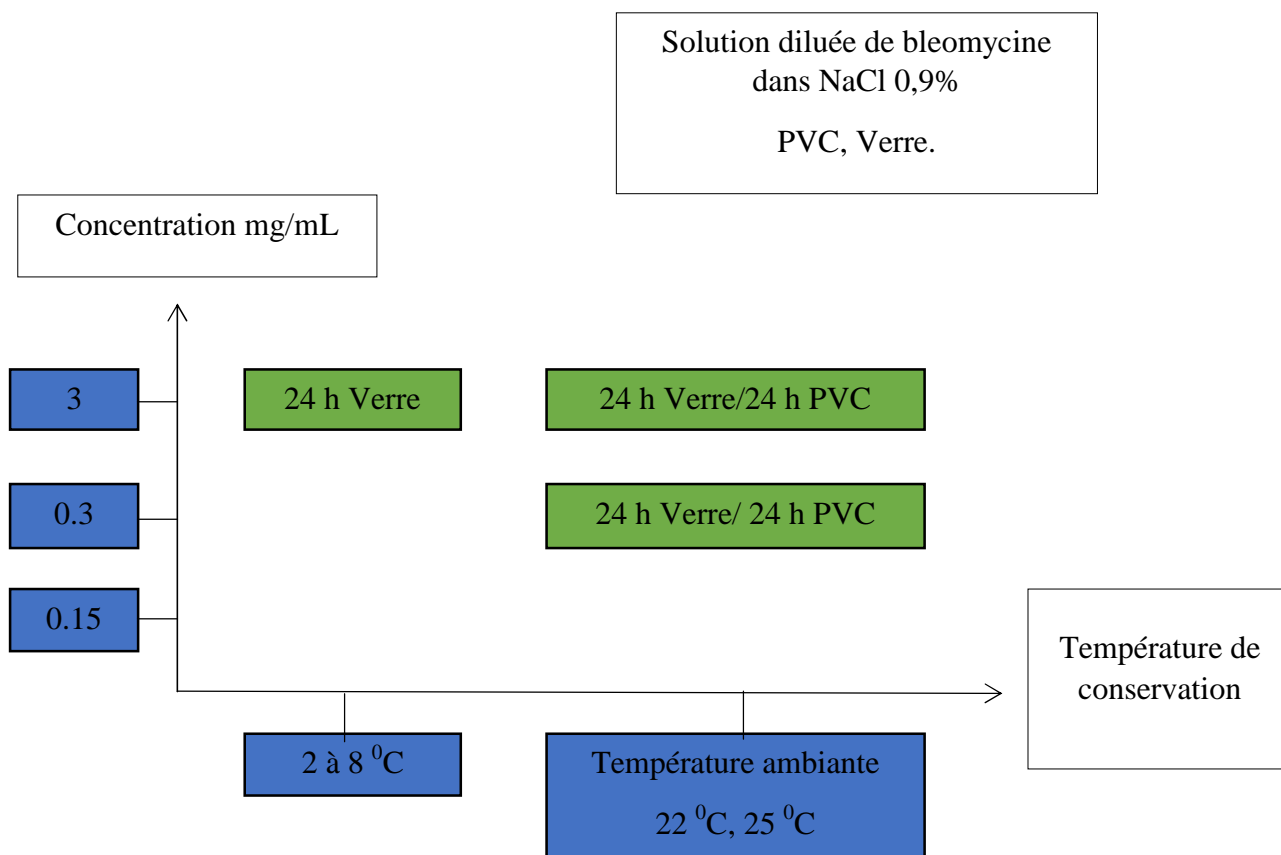 Solution diluée de bleomycine
dans NaCl 0,9%
PVC, Verre.
Concentration mg/mL
3
24 h Verre
24 h Verre/24 h PVC
0.3
24 h Verre/ 24 h PVC
0.15
Température de
conservation
2 à 8 ⁰C
Température ambiante
22 ⁰C, 25 ⁰C